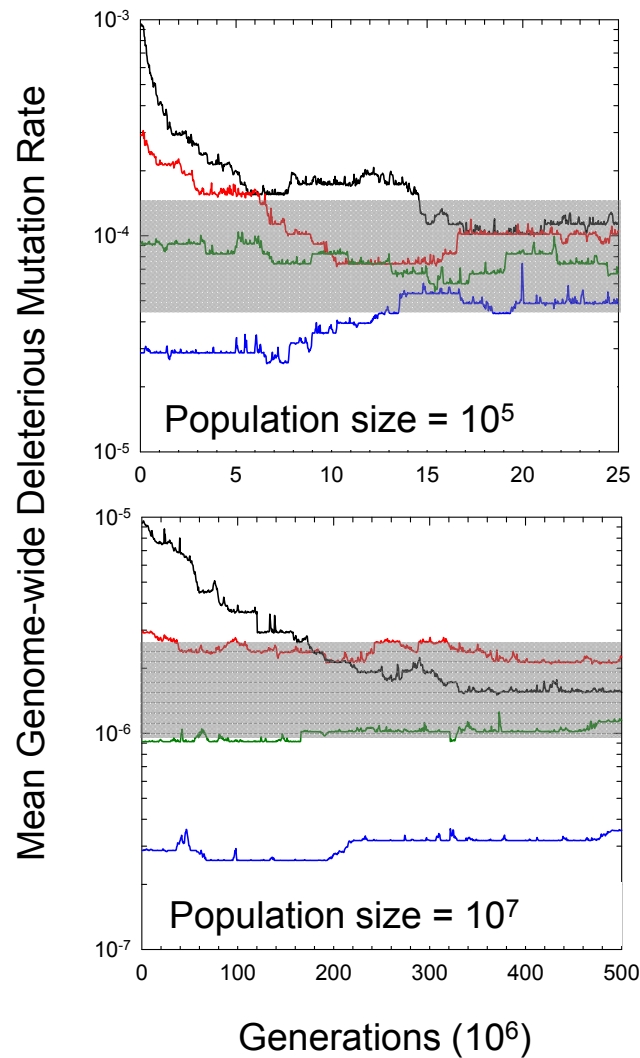 Mean Genome-wide Deleterious Mutation Rate
10⁻³
10⁻⁴
10⁻⁵
Population size = 10⁵
0 5 10 15 20 25
10⁻⁵
10⁻⁶
10⁻⁷
Population size = 10⁷
0 100 200 300 400 500
Generations (10⁶)